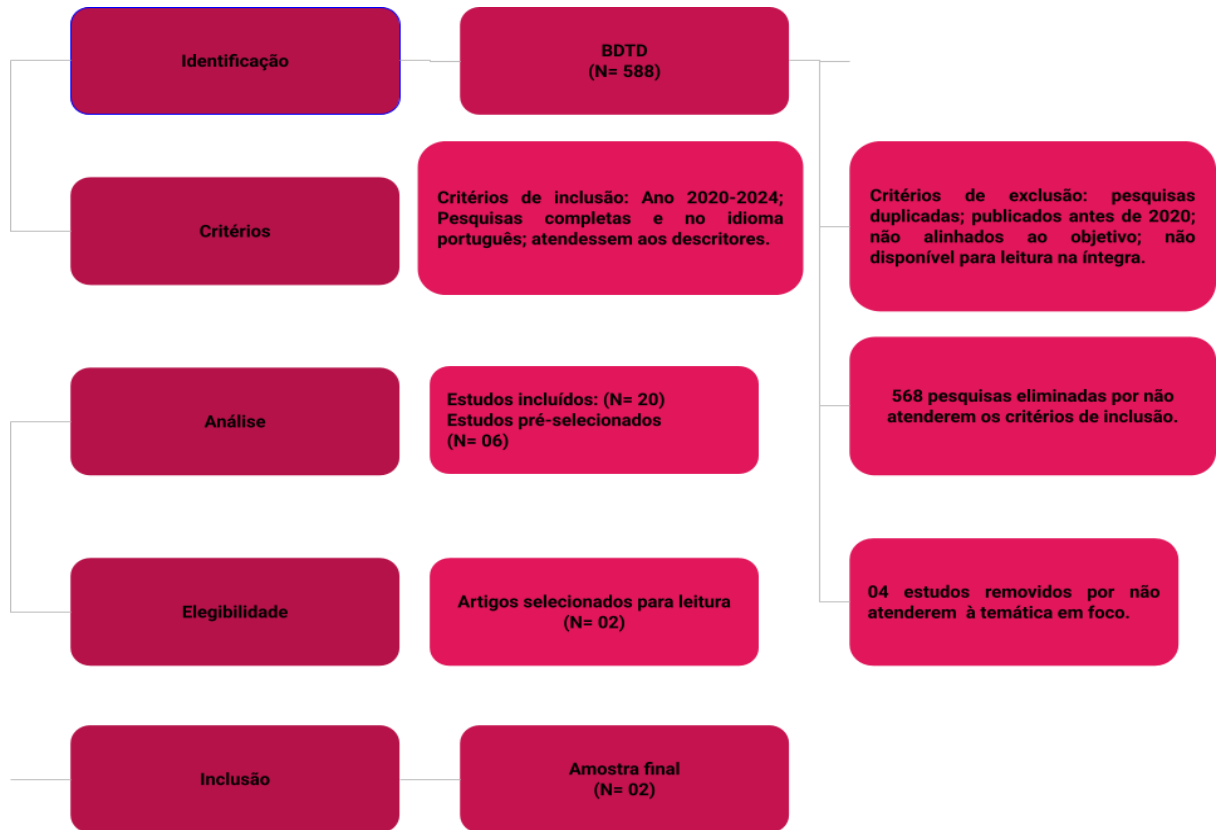 Identificação
BDTD
(N= 588)
Critérios
Critérios de inclusão: Ano 2020-2024;
Pesquisas completas e no idioma
português; atendessem aos descritores.
Critérios de exclusão: pesquisas
duplicadas; publicados antes de 2020;
não alinhados ao objetivo; não
disponível para leitura na íntegra.
Análise
Estudos incluídos: (N= 20)
Estudos pré-selecionados
(N= 06)
568 pesquisas eliminadas por não
atenderem os critérios de inclusão.
Elegibilidade
Artigos selecionados para leitura
(N= 02)
04 estudos removidos por não
atenderem à temática em foco.
Inclusão
Amostra final
(N= 02)